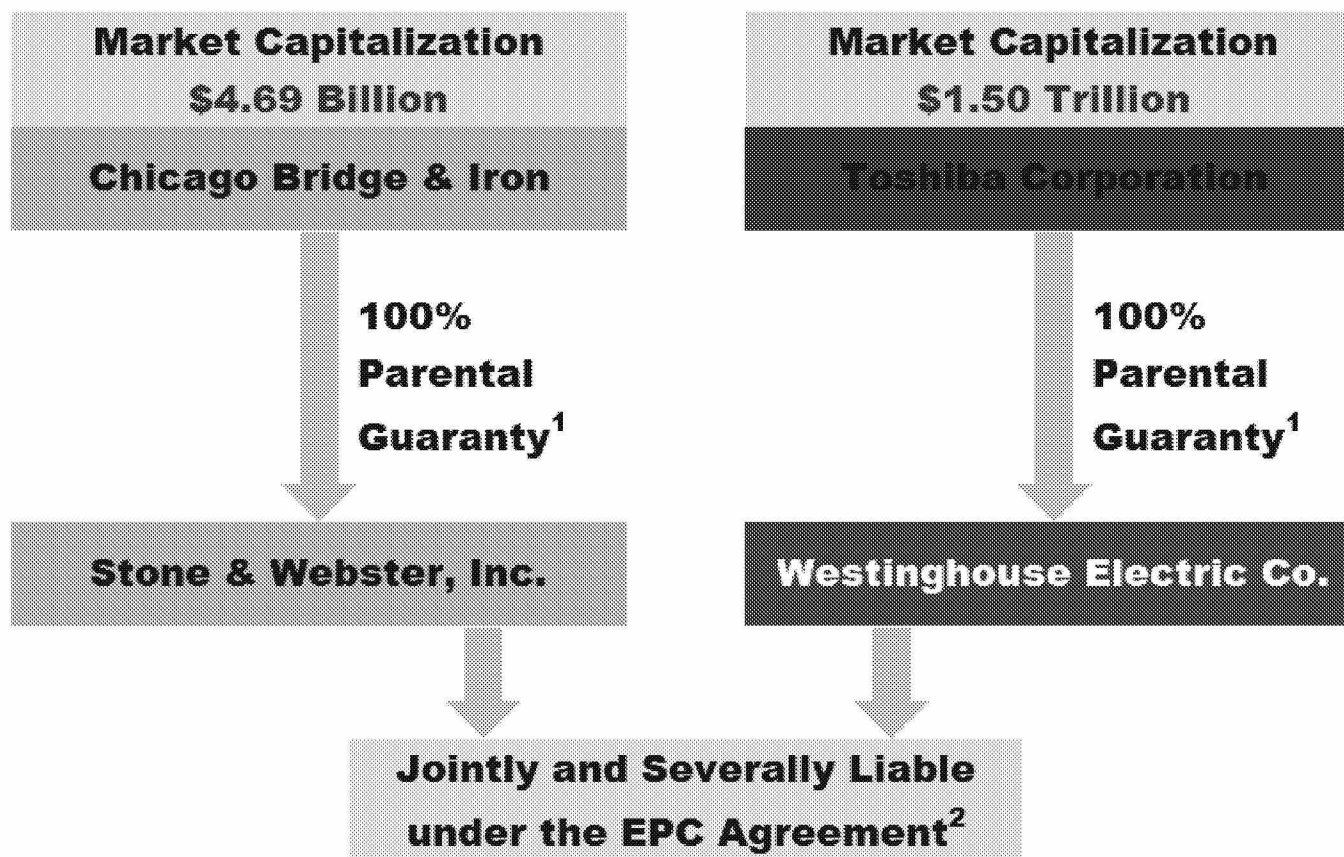 Market Capitalization
$4.69 Billion
Chicago Bridge & Iron
Market Capitalization
$1.50 Trillion
Toshiba Corporation
100%
Parental
Guaranty¹
100%
Parental
Guaranty¹
Stone & Webster, Inc.
Westinghouse Electric Co.
Jointly and Severally Liable
under the EPC Agreement²